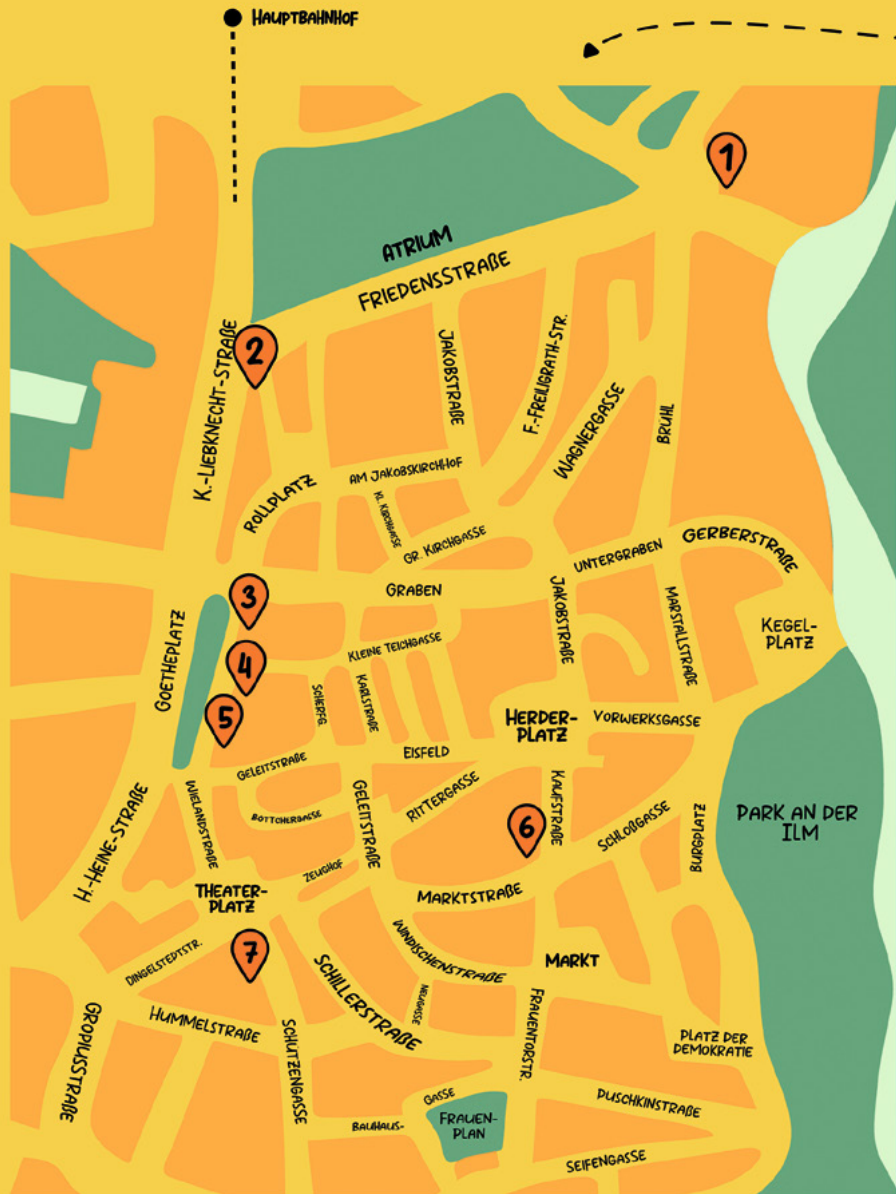 HAUPTBAHNHOF
1
ATRIUM
FRIEDENSSTRAßE
2
K.-LIEBKNECHT-STRAßE
JAKOBSTRAßE
F.-FREILIGRATH-STR.
WAGNERGASSE
BRÜHL
ROLLPLATZ
AM JAKOBSKIRCHHOF
KL. KIRCHGASSE
GR. KIRCHGASSE
UNTERGRABEN
GERBERSTRAßE
3
GRABEN
JAKOBSTRAßE
MARSTALLSTRAßE
KEGEL-
PLATZ
GOETHEPLATZ
4
KLEINE TEICHGASSE
SCHERFG.
KARLSTRAßE
5
HERDER-
PLATZ
VORWERKSGASSE
GELEITSTRAßE
EISFELD
H.-HEINE-STRAßE
WIELANDSTRAßE
BÖTTCHERGASSE
GELEITSTRAßE
RITTERGASSE
6
KAUFSTRAßE
SCHLOßGASSE
BURGPLATZ
PARK AN DER
ILM
ZEUGHOF
THEATER-
PLATZ
MARKTSTRAßE
7
DINGELSTEDTSTR.
WINDISCHENSTRAßE
MARKT
SCHILLERSTRAßE
NEUGASSE
FRAUENTORSTR.
GROPIUSSTRAßE
HUMMELSTRAßE
SCHÜTZENGASSE
PLATZ DER
DEMOKRATIE
BAUHAUS-
GASSE
FRAUEN-
PLAN
PUSCHKINSTRAßE
SEIFENGASSE